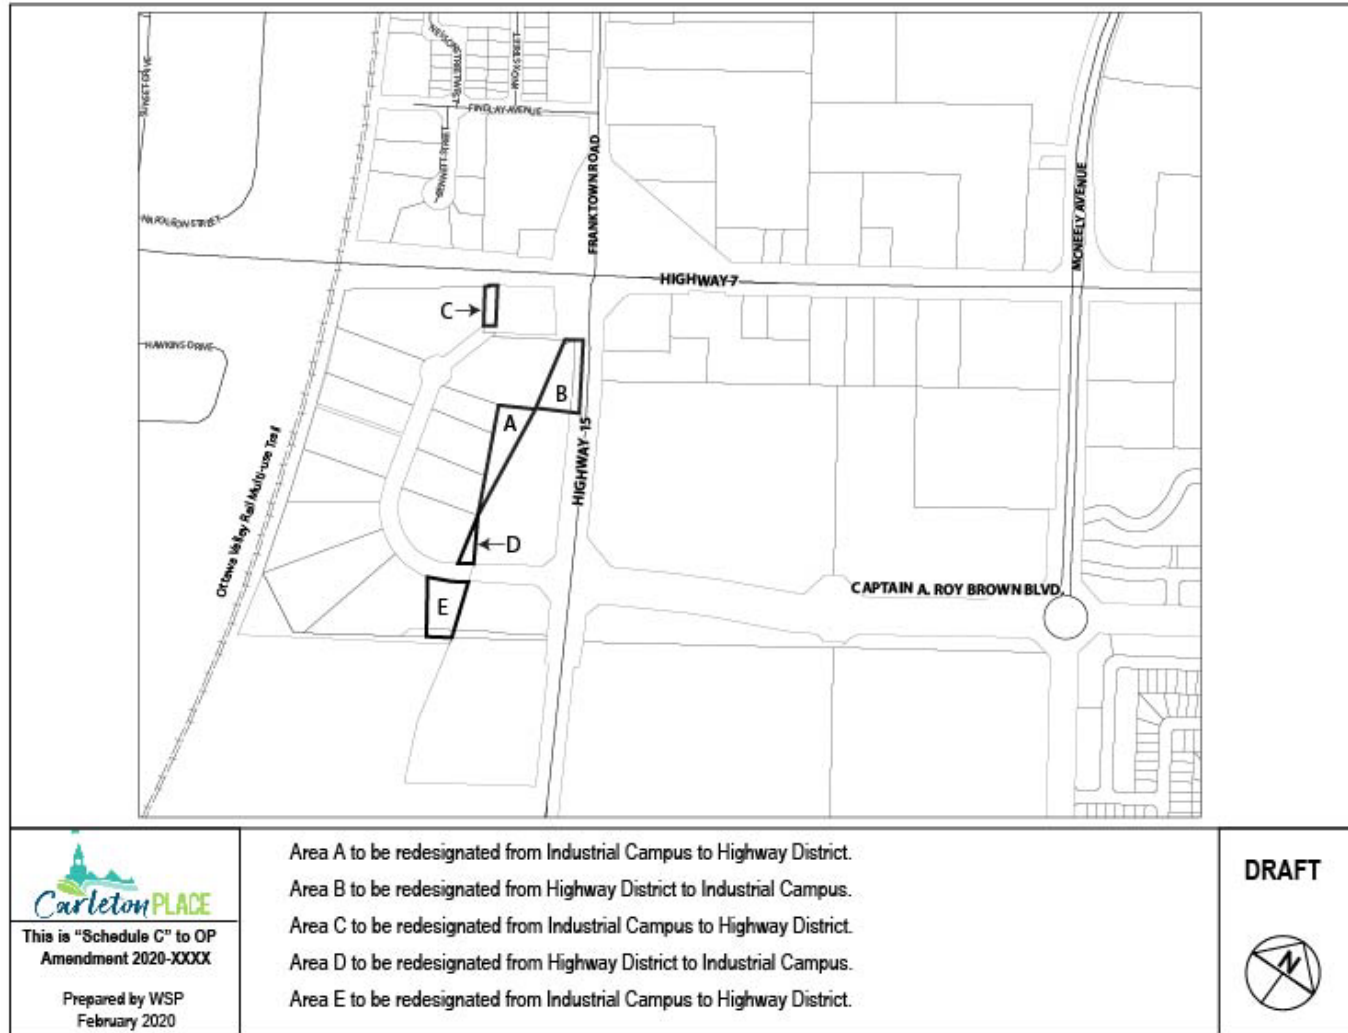 SUNSET DRIVE
NAPOLEON STREET
HAWKINS DRIVE
FINDLAY AVENUE
FRANKTOWN ROAD
MCNEELY AVENUE
HIGHWAY 7
C
B
A
HIGHWAY 15
D
E
Ottawa Valley Rail Multi-use Trail
CAPTAIN A. ROY BROWN BLVD.
Carleton PLACE
This is “Schedule C” to OP
Amendment 2020-XXXX
Prepared by WSP
February 2020
Area A to be redesignated from Industrial Campus to Highway District.
Area B to be redesignated from Highway District to Industrial Campus.
Area C to be redesignated from Industrial Campus to Highway District.
Area D to be redesignated from Highway District to Industrial Campus.
Area E to be redesignated from Industrial Campus to Highway District.
DRAFT
N